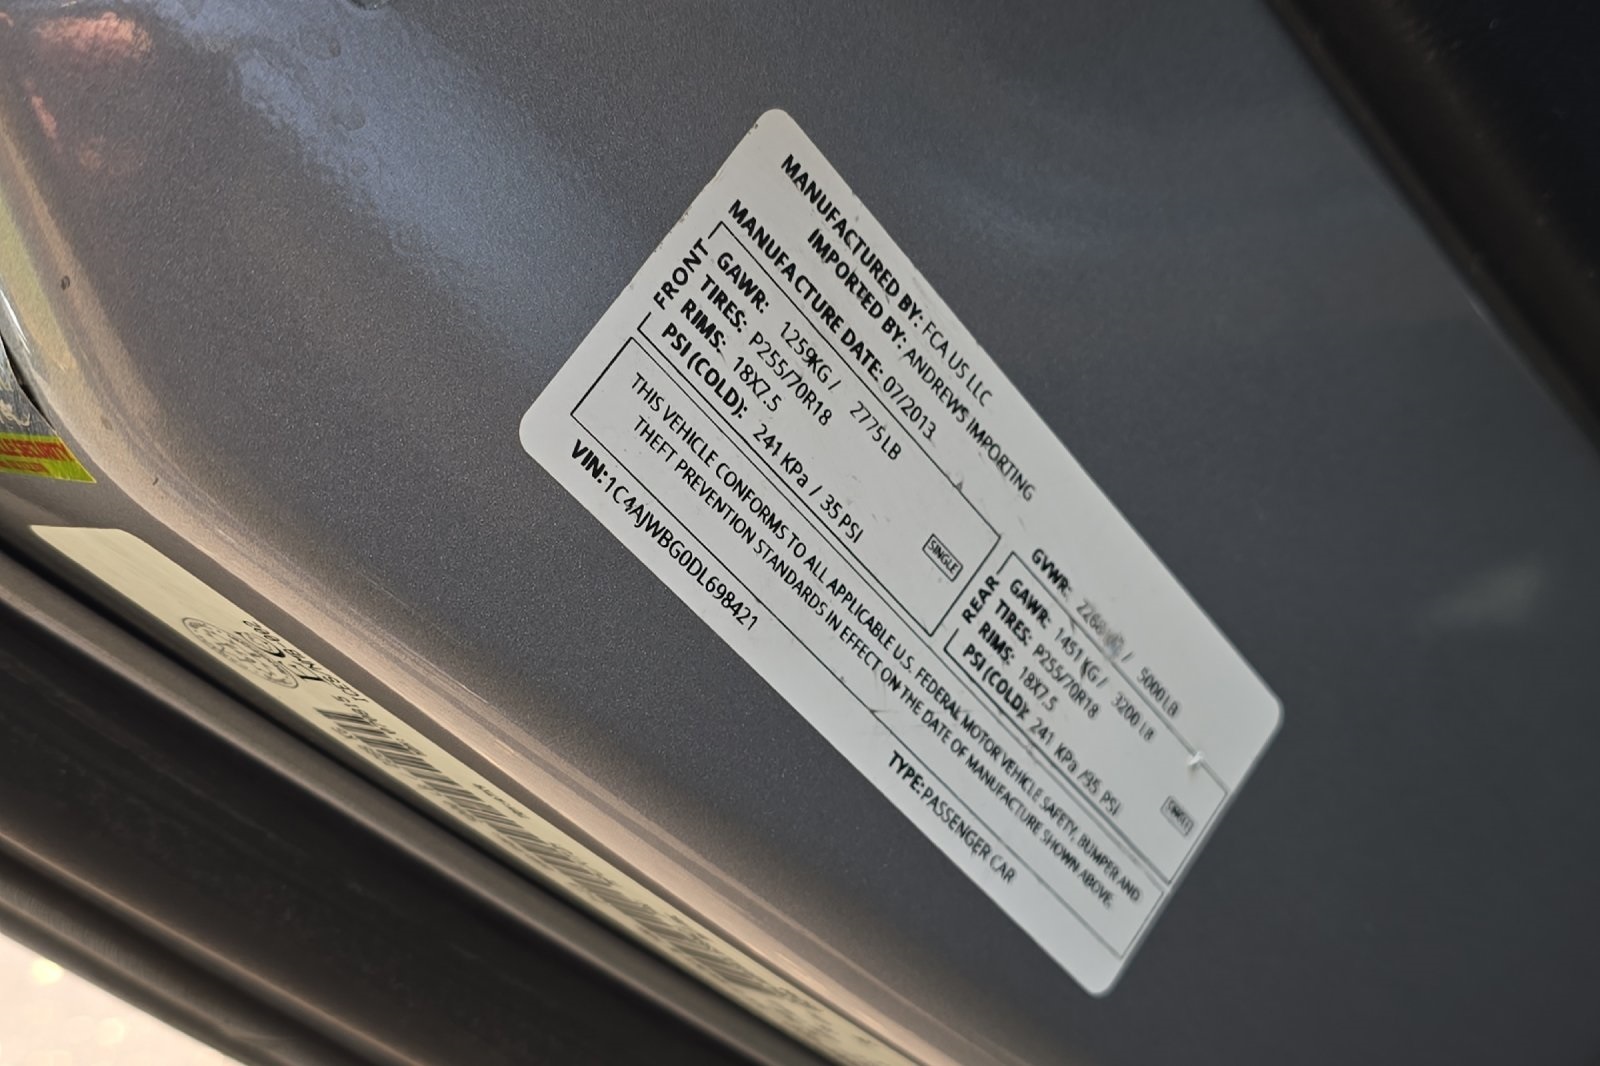 MANUFACTURED BY: FCA US LLC
IMPORTED BY: ANDREWS IMPORTING
MANUFACTURE DATE: 07/2013
GVWR: / 5000LB
FRONT
GAWR: 1259KG / 2775LB
TIRES: P255/70R18
RIMS: 18X7.5
PSI (COLD): 241 KPa / 35 PSI
SINGLE
REAR
GAWR: 1451KG / 3200 LB
TIRES: P255/70R18
RIMS: 18X7.5
PSI (COLD): 241 KPa /35 PSI
SINGLE
THIS VEHICLE CONFORMS TO ALL APPLICABLE U.S. FEDERAL MOTOR VEHICLE SAFETY, BUMPER AND
THEFT PREVENTION STANDARDS IN EFFECT ON THE DATE OF MANUFACTURE SHOWN ABOVE.
VIN: 1C4AJWBG0DL698421
TYPE: PASSENGER CAR